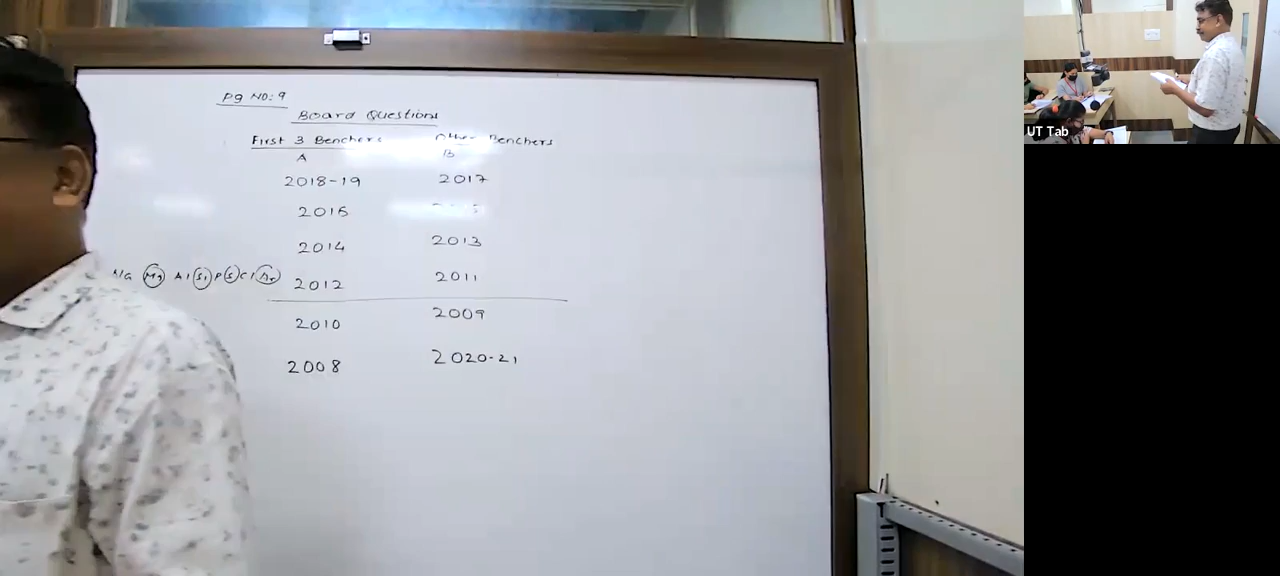 Pg NO: 9
Board Questions
First 3 Benchers Other Benchers
A B
2018-19 2017
2016
2014 2013
Na Mg Al Si P S Cl Ar 2012 2011
2010 2009
2008 2020-21
UT Tab